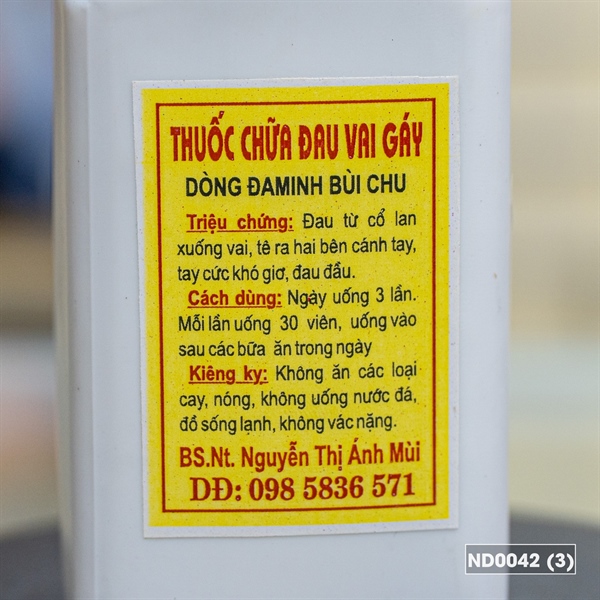 THUỐC CHỮA ĐAU VAI GÁY
DÒNG ĐAMINH BÙI CHU
Triệu chứng: Đau từ cổ lan
xuống vai, tê ra hai bên cánh tay,
tay cức khó giơ, đau đầu.
Cách dùng: Ngày uống 3 lần.
Mỗi lần uống 30 viên, uống vào
sau các bữa ăn trong ngày
Kiêng kỵ: Không ăn các loại
cay, nóng, không uống nước đá,
đồ sống lạnh, không vác nặng.
BS.Nt. Nguyễn Thị Ánh Mùi
DĐ: 098 5836 571
ND0042 (3)